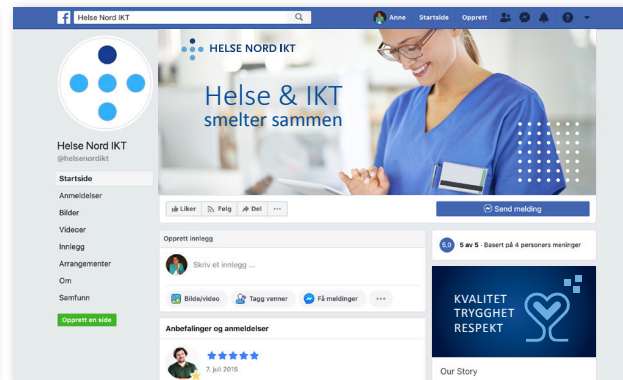 Helse Nord IKT
Anne
Startside
Opprett
HELSE NORD IKT
Helse & IKT
smelter sammen
Helse Nord IKT
@helsenordikt
Startside
Anmeldelser
Bilder
Videoer
Innlegg
Arrangementer
Om
Samfunn
Opprett en side
Liker
Følg
Del
Send melding
Opprett innlegg
Skriv et innlegg ...
Bilde/video
Tagg venner
Få meldinger
Anbefalinger og anmeldelser
7. juli 2015
5,0
5 av 5 · Basert på 4 personers meninger
KVALITET
TRYGGHET
RESPEKT
Our Story